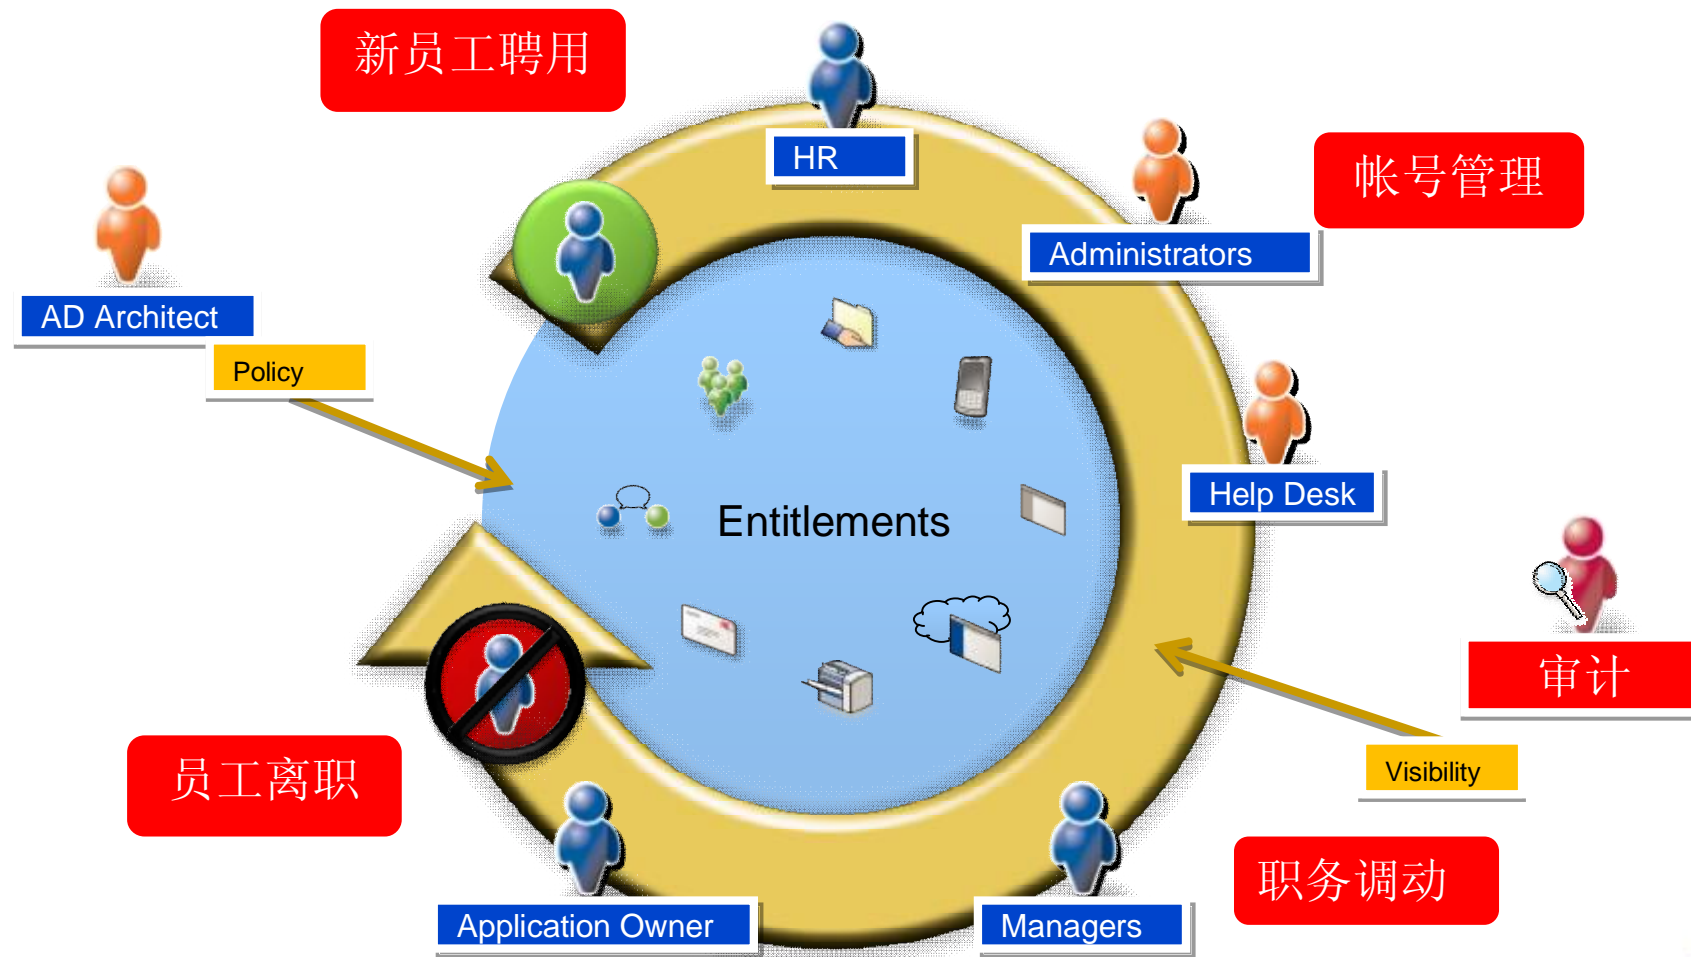 新员工聘用
HR
帐号管理
Administrators
AD Architect
Policy
Help Desk
Entitlements
审计
Visibility
员工离职
职务调动
Application Owner
Managers